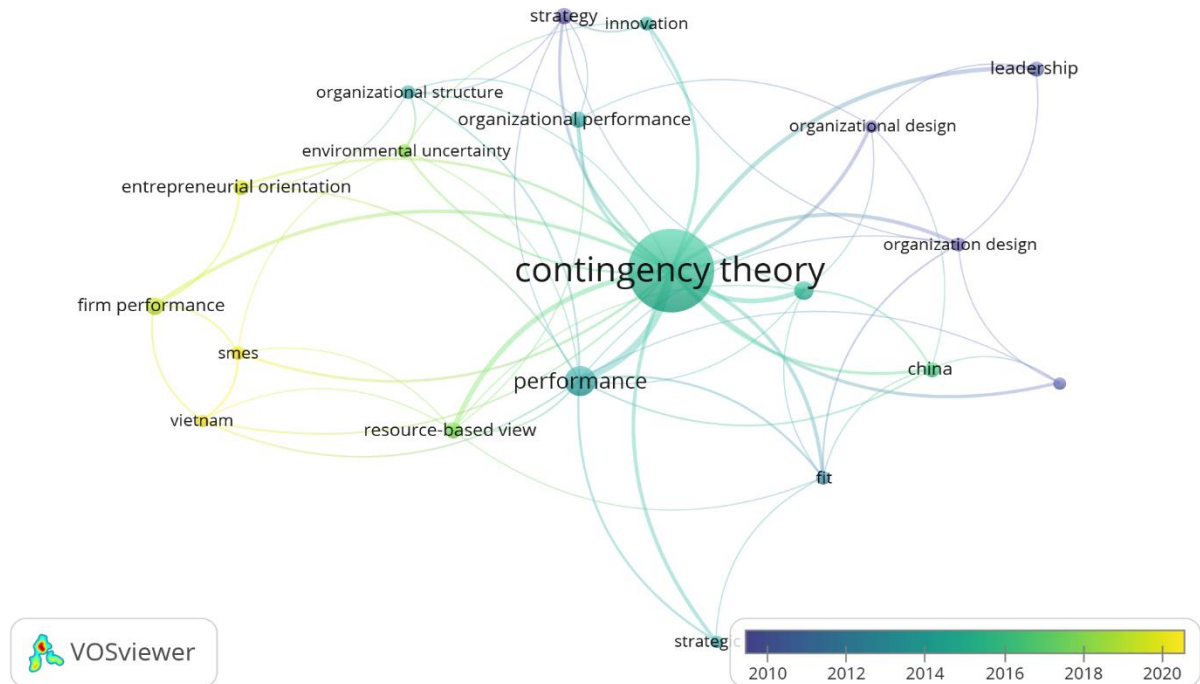 strategy
innovation
leadership
organizational structure
organizational performance
organizational design
environmental uncertainty
entrepreneurial orientation
organization design
contingency theory
firm performance
smes
china
performance
vietnam
resource-based view
fit
strategic
VOSviewer
2010 2012 2014 2016 2018 2020